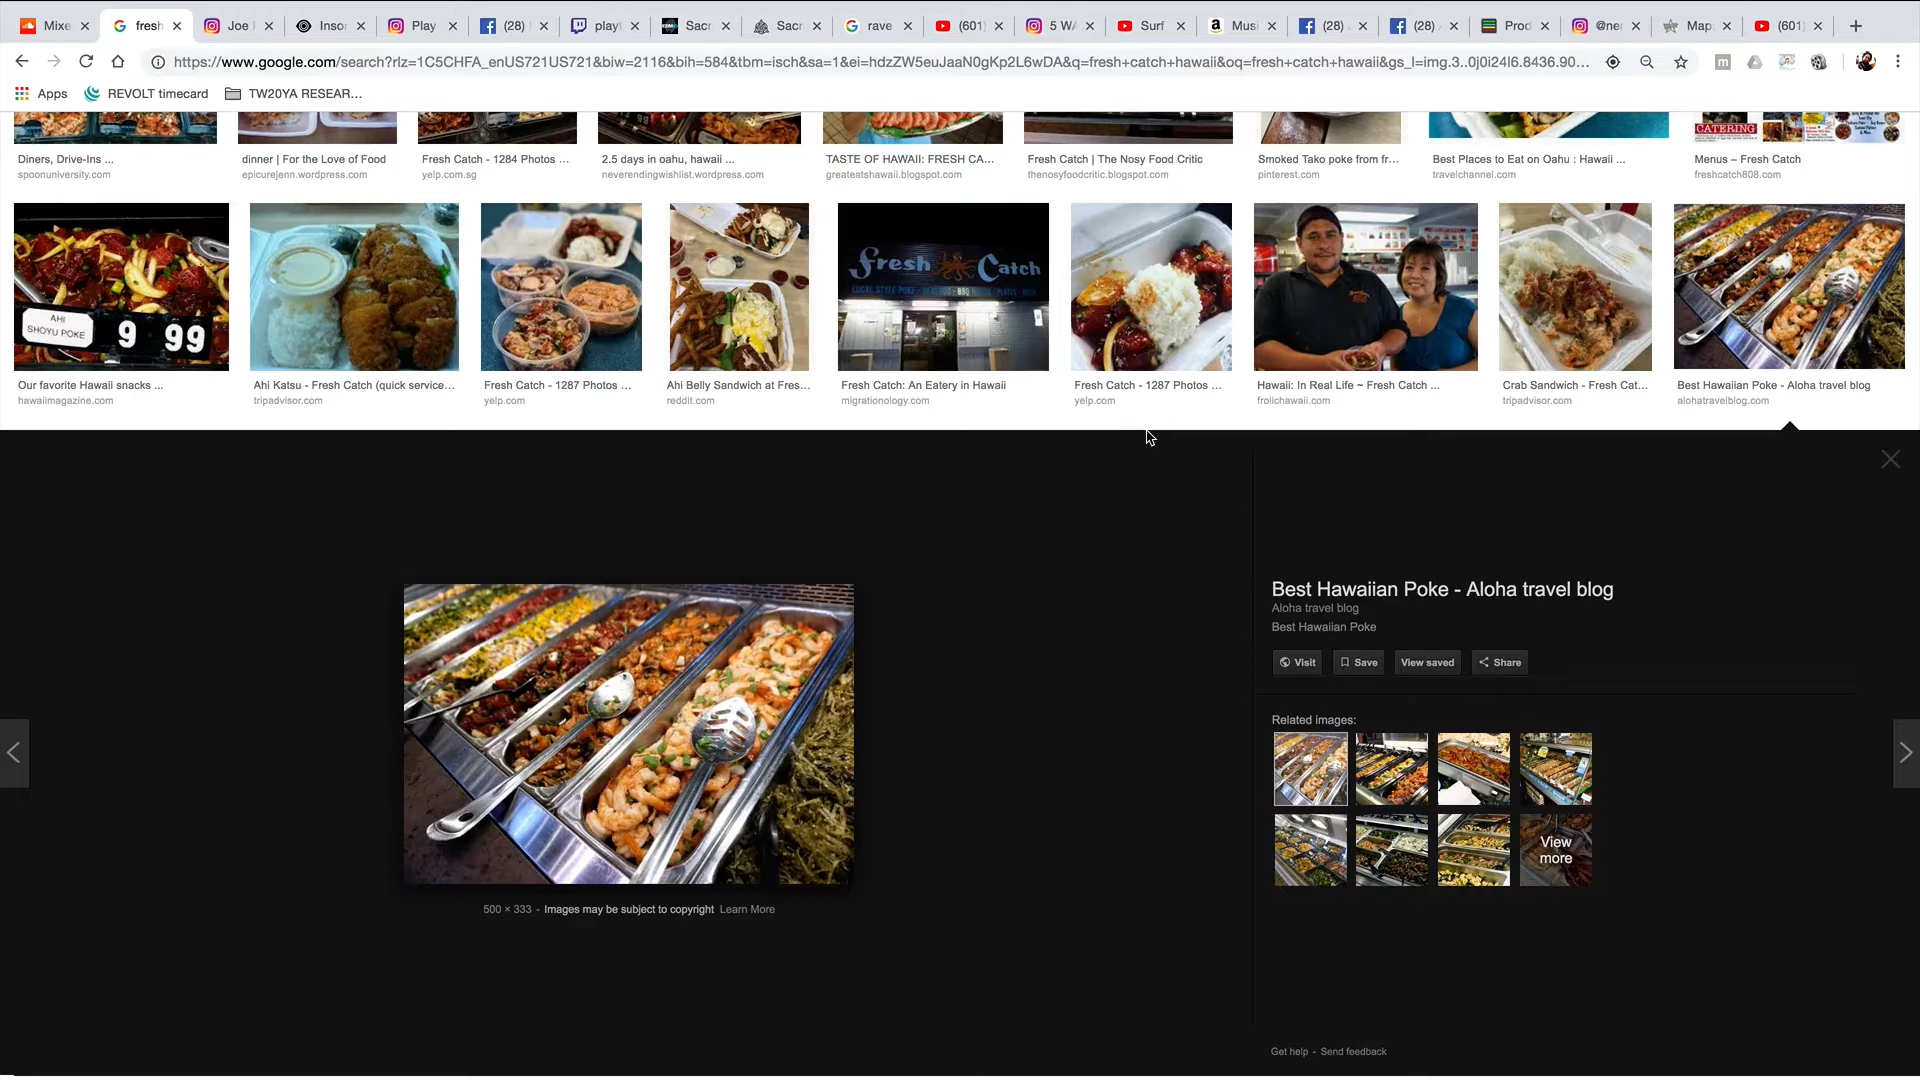 Mixe
fresh
Joe
Insor
Play
(28)
play
Sacr
Sacr
rave
(601)
5 W
Surf
Musi
(28)
(28)
Prod
@ne
Map
(601)
https://www.google.com/search?rlz=1C5CHFA_enUS721US721&biw=2116&bih=584&tbm=isch&sa=1&ei=hdzZW5euJaaN0gKp2L6wDA&q=fresh+catch+hawaii&oq=fresh+catch+hawaii&gs_l=img.3..0j0i24l6.8436.90...
Apps
REVOLT timecard
TW20YA RESEAR...
CATERING
Diners, Drive-Ins ...
spoonuniversity.com
dinner | For the Love of Food
epicurejenn.wordpress.com
Fresh Catch - 1284 Photos ...
yelp.com.sg
2.5 days in oahu, hawaii ...
neverendingwishlist.wordpress.com
TASTE OF HAWAII: FRESH CA...
greateatshawaii.blogspot.com
Fresh Catch | The Nosy Food Critic
thenosyfoodcritic.blogspot.com
Smoked Tako poke from fr...
pinterest.com
Best Places to Eat on Oahu : Hawaii ...
travelchannel.com
Menus – Fresh Catch
freshcatch808.com
AHI
SHOYU POKE
9 99
Fresh Catch
LOCAL STYLE POKE - SEAFOOD - BBQ
Our favorite Hawaii snacks ...
hawaiimagazine.com
Ahi Katsu - Fresh Catch (quick service...
tripadvisor.com
Fresh Catch - 1287 Photos ...
yelp.com
Ahi Belly Sandwich at Fres...
reddit.com
Fresh Catch: An Eatery in Hawaii
migrationology.com
Fresh Catch - 1287 Photos ...
yelp.com
Hawaii: In Real Life ~ Fresh Catch ...
frolichawaii.com
Crab Sandwich - Fresh Cat...
tripadvisor.com
Best Hawaiian Poke - Aloha travel blog
alohatravelblog.com
Best Hawaiian Poke - Aloha travel blog
Aloha travel blog
Best Hawaiian Poke
Visit
Save
View saved
Share
Related images:
View
more
500 × 333 - Images may be subject to copyright Learn More
Get help - Send feedback